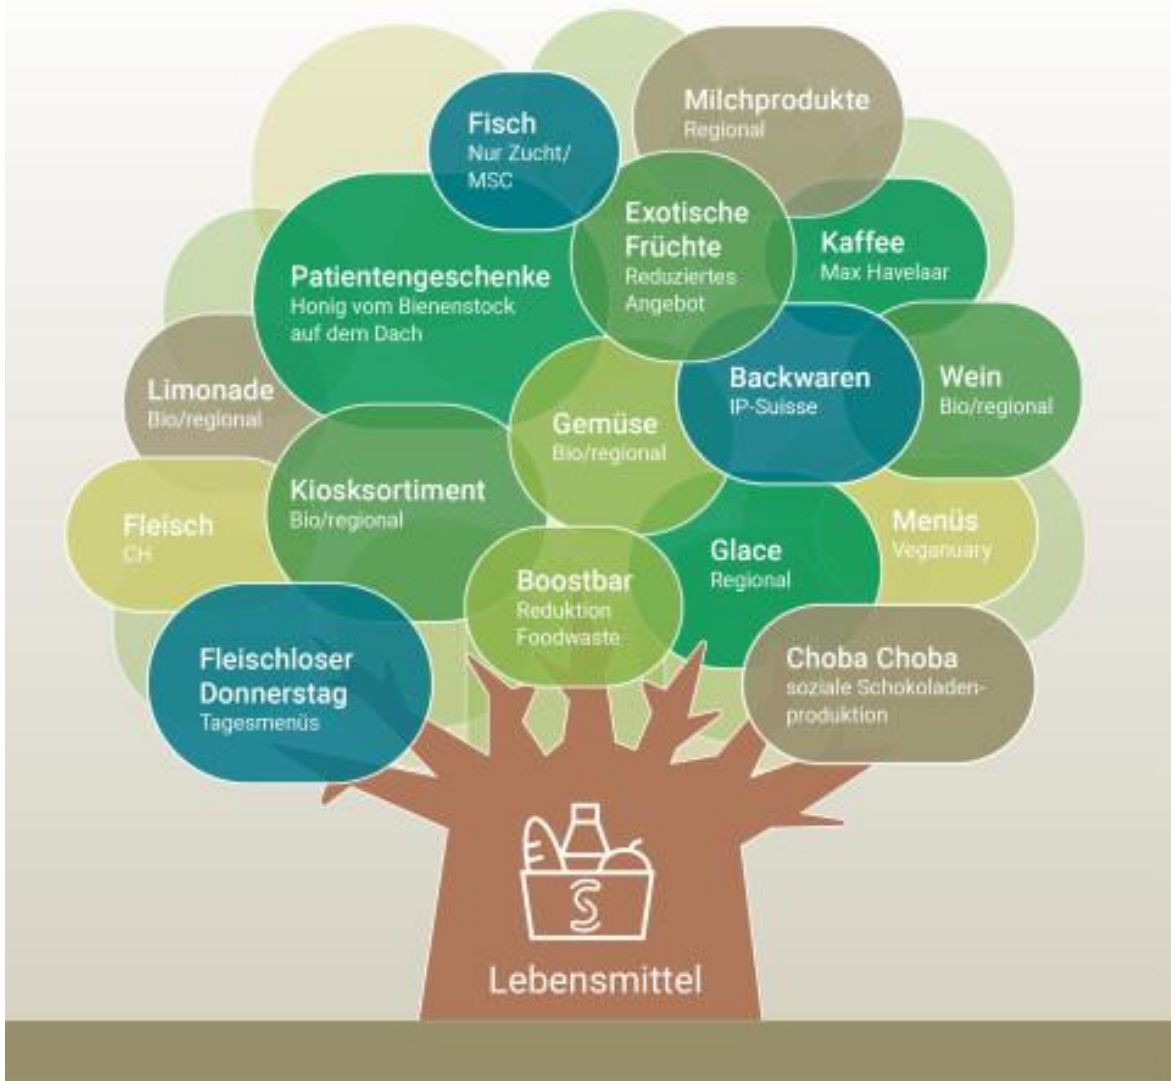 Fisch
Nur Zucht/
MSC
Milchprodukte
Regional
Patientengeschenke
Honig vom Bienenstock
auf dem Dach
Exotische
Früchte
Reduziertes
Angebot
Kaffee
Max Havelaar
Limonade
Bio/regional
Gemüse
Bio/regional
Backwaren
IP-Suisse
Wein
Bio/regional
Fleisch
CH
Kiosksortiment
Bio/regional
Boostbar
Reduktion
Foodwaste
Glace
Regional
Menüs
Veganuary
Fleischloser
Donnerstag
Tagesmenüs
Choba Choba
soziale Schokoladen-
produktion
S
Lebensmittel